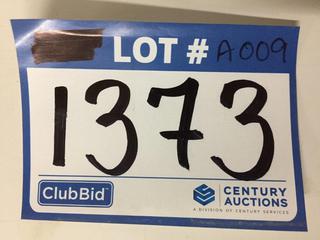 LOT # A009
1373
ClubBid
CENTURY
AUCTIONS
A DIVISION OF CENTURY SERVICES